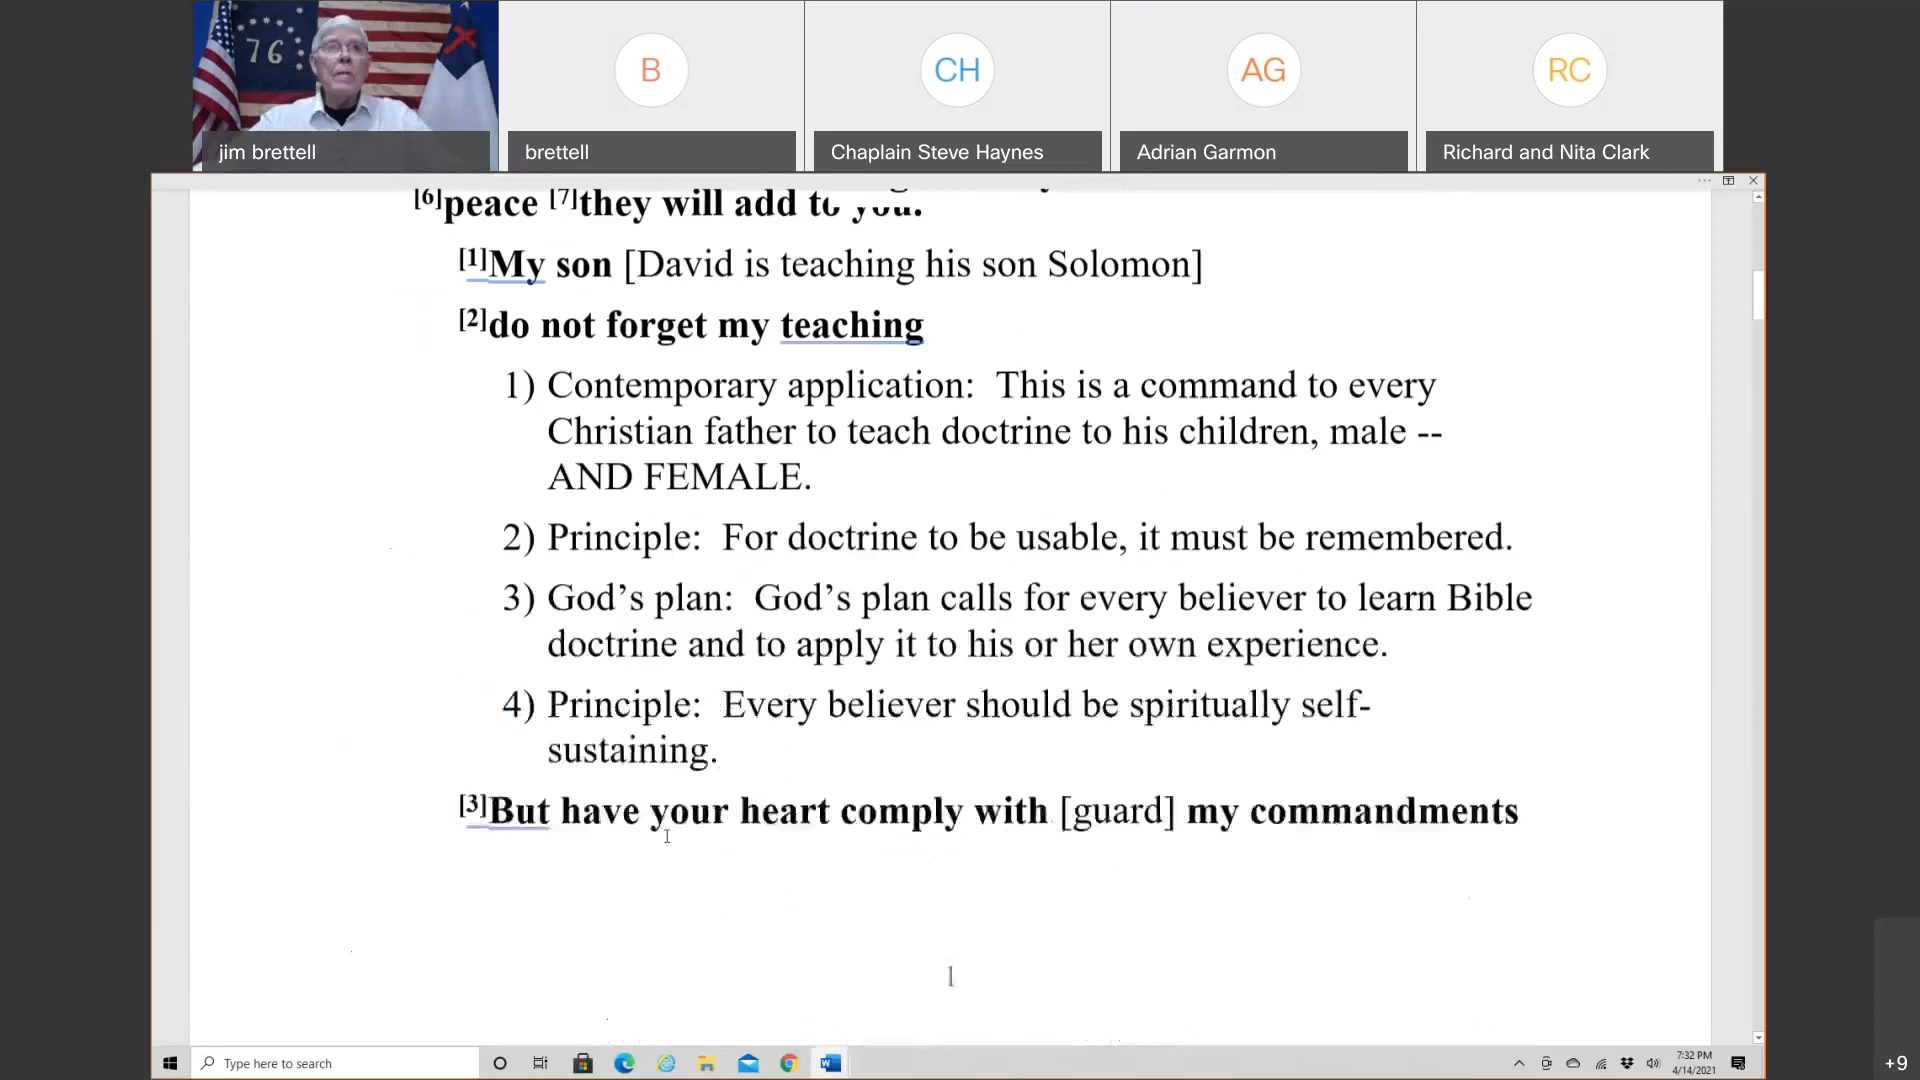 76
B
CH
AG
RC
jim brettell
brettell
Chaplain Steve Haynes
Adrian Garmon
Richard and Nita Clark
[6]peace [7]they will add to you.
[1]My son [David is teaching his son Solomon]
[2]do not forget my teaching
1) Contemporary application:  This is a command to every
Christian father to teach doctrine to his children, male --
AND FEMALE.
2) Principle:  For doctrine to be usable, it must be remembered.
3) God’s plan:  God’s plan calls for every believer to learn Bible
doctrine and to apply it to his or her own experience.
4) Principle:  Every believer should be spiritually self-
sustaining.
[3]But have your heart comply with [guard] my commandments
1
Type here to search
7:32 PM
4/14/2021
+9